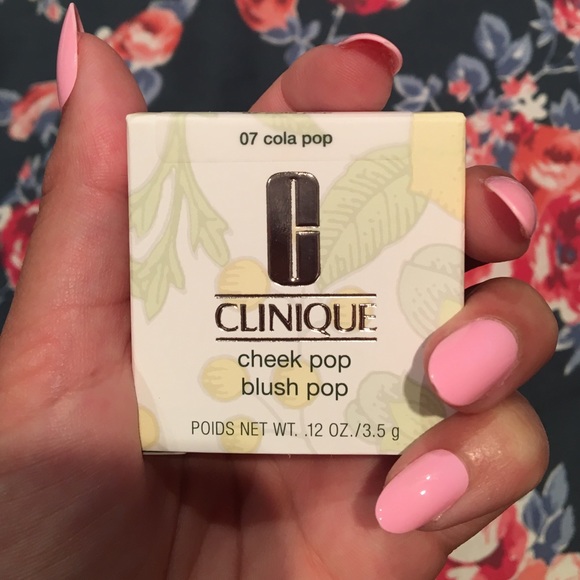 07 cola pop
CLINIQUE
cheek pop
blush pop
POIDS NET WT. .12 OZ./3.5 g